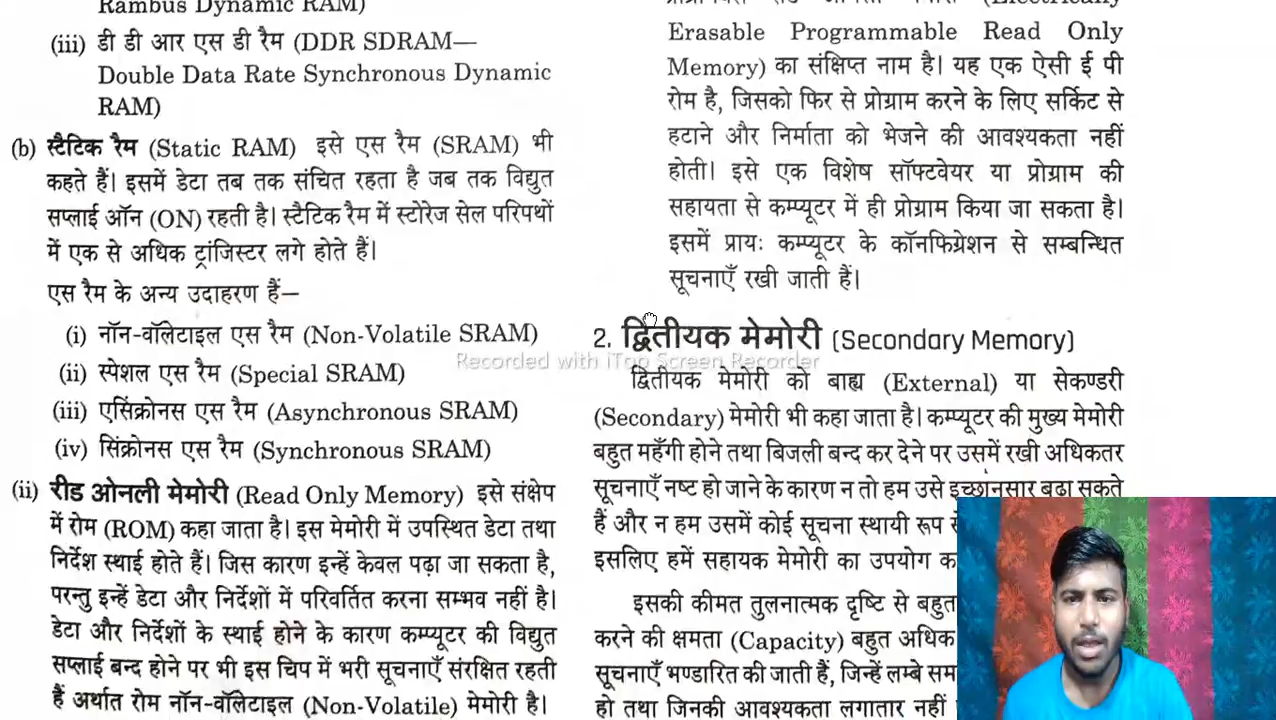 Rambus Dynamic RAM)
(iii) डी डी आर एस डी रैम (DDR SDRAM—
Double Data Rate Synchronous Dynamic
RAM)
(b) स्टैटिक रैम (Static RAM) इसे एस रैम (SRAM) भी
कहते हैं। इसमें डेटा तब तक संचित रहता है जब तक विद्युत
सप्लाई ऑन (ON) रहती है। स्टैटिक रैम में स्टोरेज सेल परिपथों
में एक से अधिक ट्रांजिस्टर लगे होते हैं।
एस रैम के अन्य उदाहरण हैं—
(i) नॉन-वॉलेटाइल एस रैम (Non-Volatile SRAM)
(ii) स्पेशल एस रैम (Special SRAM)
(iii) एसिंक्रोनस एस रैम (Asynchronous SRAM)
(iv) सिंक्रोनस एस रैम (Synchronous SRAM)
(ii) रीड ओनली मेमोरी (Read Only Memory) इसे संक्षेप
में रोम (ROM) कहा जाता है। इस मेमोरी में उपस्थित डेटा तथा
निर्देश स्थाई होते हैं। जिस कारण इन्हें केवल पढ़ा जा सकता है,
परन्तु इन्हें डेटा और निर्देशों में परिवर्तित करना सम्भव नहीं है।
डेटा और निर्देशों के स्थाई होने के कारण कम्प्यूटर की विद्युत
सप्लाई बन्द होने पर भी इस चिप में भरी सूचनाएँ संरक्षित रहती
हैं अर्थात रोम नॉन-वॉलेटाइल (Non-Volatile) मेमोरी है।
(Electrically
Erasable Programmable Read Only
Memory) का संक्षिप्त नाम है। यह एक ऐसी ई पी
रोम है, जिसको फिर से प्रोग्राम करने के लिए सर्किट से
हटाने और निर्माता को भेजने की आवश्यकता नहीं
होती। इसे एक विशेष सॉफ्टवेयर या प्रोग्राम की
सहायता से कम्प्यूटर में ही प्रोग्राम किया जा सकता है।
इसमें प्रायः कम्प्यूटर के कॉनफिग्रेशन से सम्बन्धित
सूचनाएँ रखी जाती हैं।
2. द्वितीयक मेमोरी (Secondary Memory)
Recorded with iTop Screen Recorder
द्वितीयक मेमोरी को बाह्य (External) या सेकण्डरी
(Secondary) मेमोरी भी कहा जाता है। कम्प्यूटर की मुख्य मेमोरी
बहुत महँगी होने तथा बिजली बन्द कर देने पर उसमें रखी अधिकतर
सूचनाएँ नष्ट हो जाने के कारण न तो हम उसे इच्छानुसार बढ़ा सकते
हैं और न हम उसमें कोई सूचना स्थायी रूप
इसलिए हमें सहायक मेमोरी का उपयोग
इसकी कीमत तुलनात्मक दृष्टि से बहुत
करने की क्षमता (Capacity) बहुत अधिक
सूचनाएँ भण्डारित की जाती हैं, जिन्हें लम्बे
हो तथा जिनकी आवश्यकता लगातार नहीं